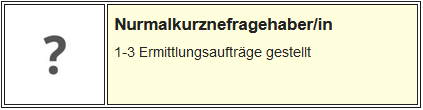 ?
Nurmalkurznefragehaber/in
1-3 Ermittlungsaufträge gestellt